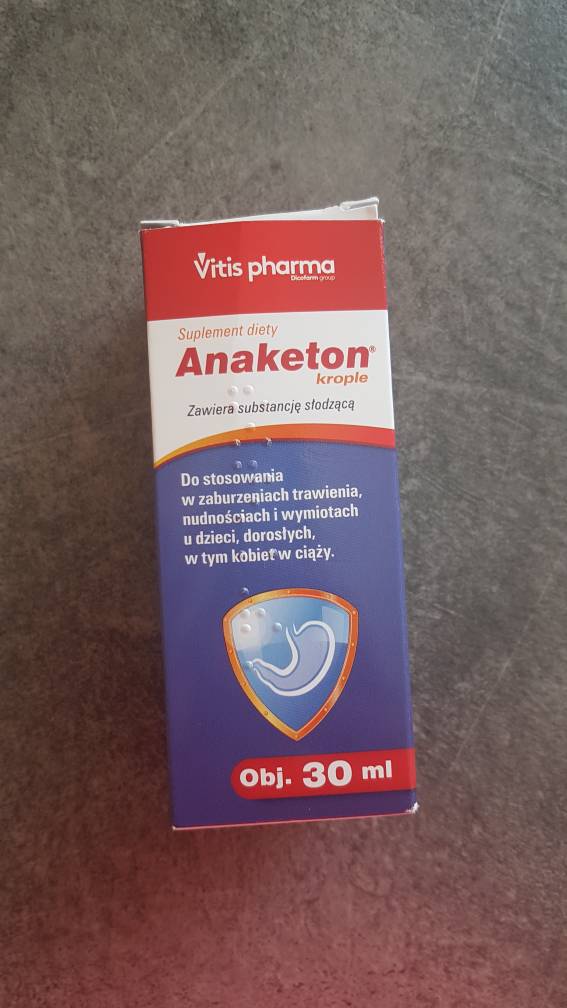 Vitis pharma
Dicofarm group
Suplement diety
Anaketon®
krople
Zawiera substancję słodzącą
Do stosowania
w zaburzeniach trawienia,
nudnościach i wymiotach
u dzieci, dorosłych,
w tym kobiet w ciąży.
Obj. 30 ml